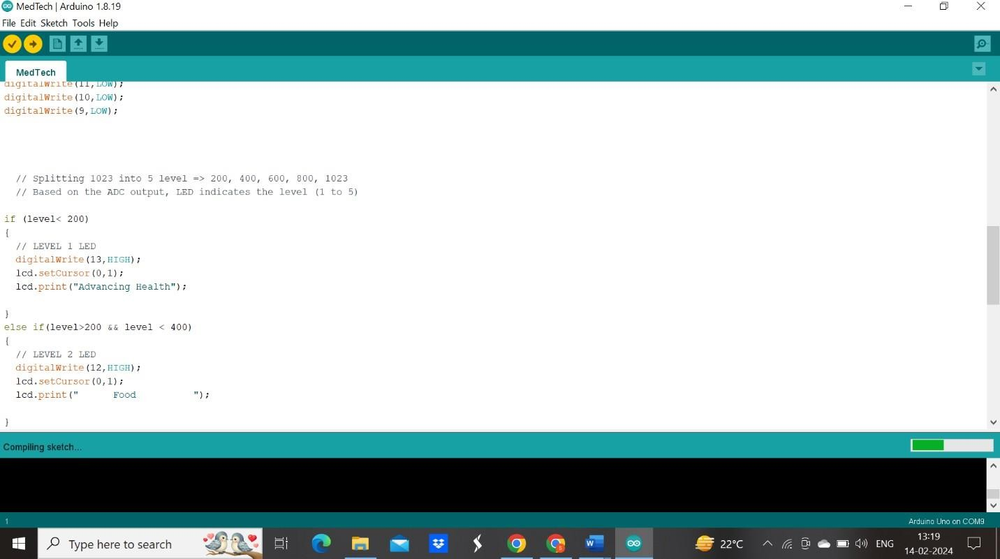 MedTech | Arduino 1.8.19
File Edit Sketch Tools Help
MedTech
digitalWrite(11,LOW);
digitalWrite(10,LOW);
digitalWrite(9,LOW);
// Splitting 1023 into 5 level => 200, 400, 600, 800, 1023
// Based on the ADC output, LED indicates the level (1 to 5)
if (level< 200)
{
// LEVEL 1 LED
digitalWrite(13,HIGH);
lcd.setCursor(0,1);
lcd.print("Advancing Health");
}
else if(level>200 && level < 400)
{
// LEVEL 2 LED
digitalWrite(12,HIGH);
lcd.setCursor(0,1);
lcd.print("      Food          ");
}
Compiling sketch...
1
Arduino Uno on COM9
Type here to search
22°C
ENG
13:19
14-02-2024